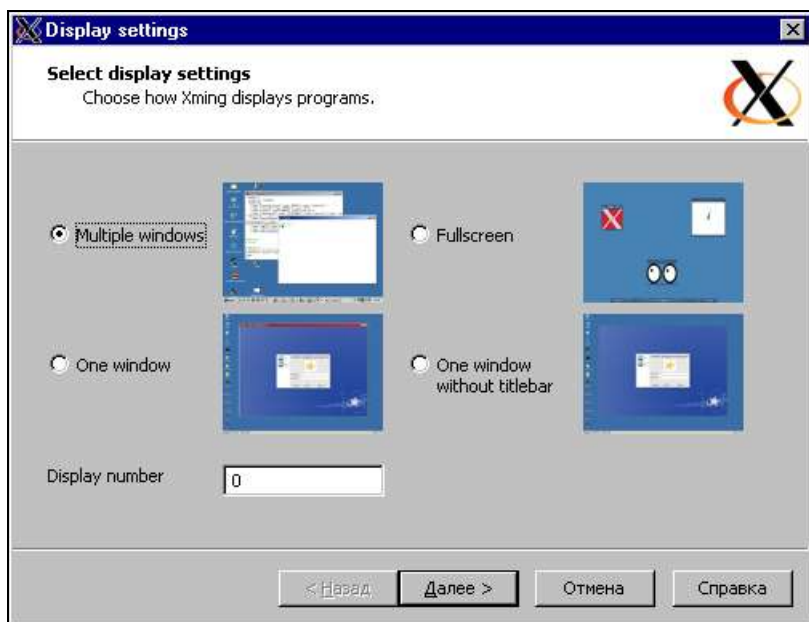 Display settings
Select display settings
Choose how Xming displays programs.
Multiple windows
Fullscreen
One window
One window
without titlebar
Display number
0
< Назад
Далее >
Отмена
Справка